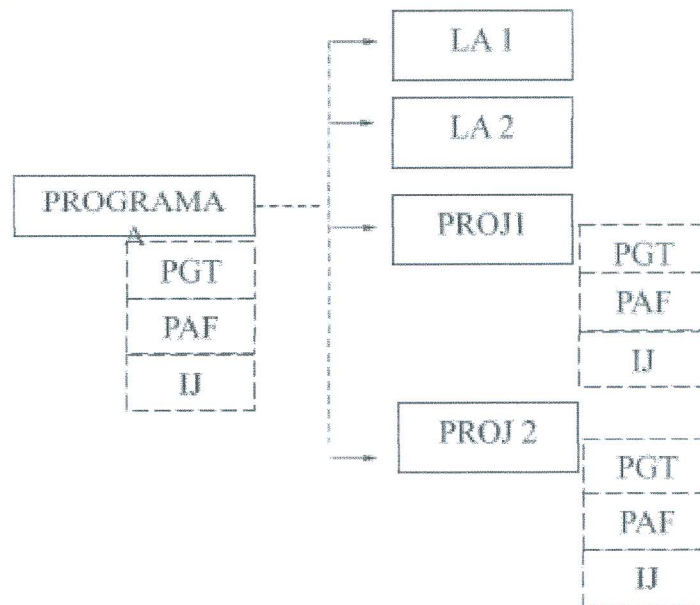 LA 1
LA 2
PROGRAMA
A
PGT
PAF
IJ
PROJ1
PGT
PAF
IJ
PROJ 2
PGT
PAF
IJ